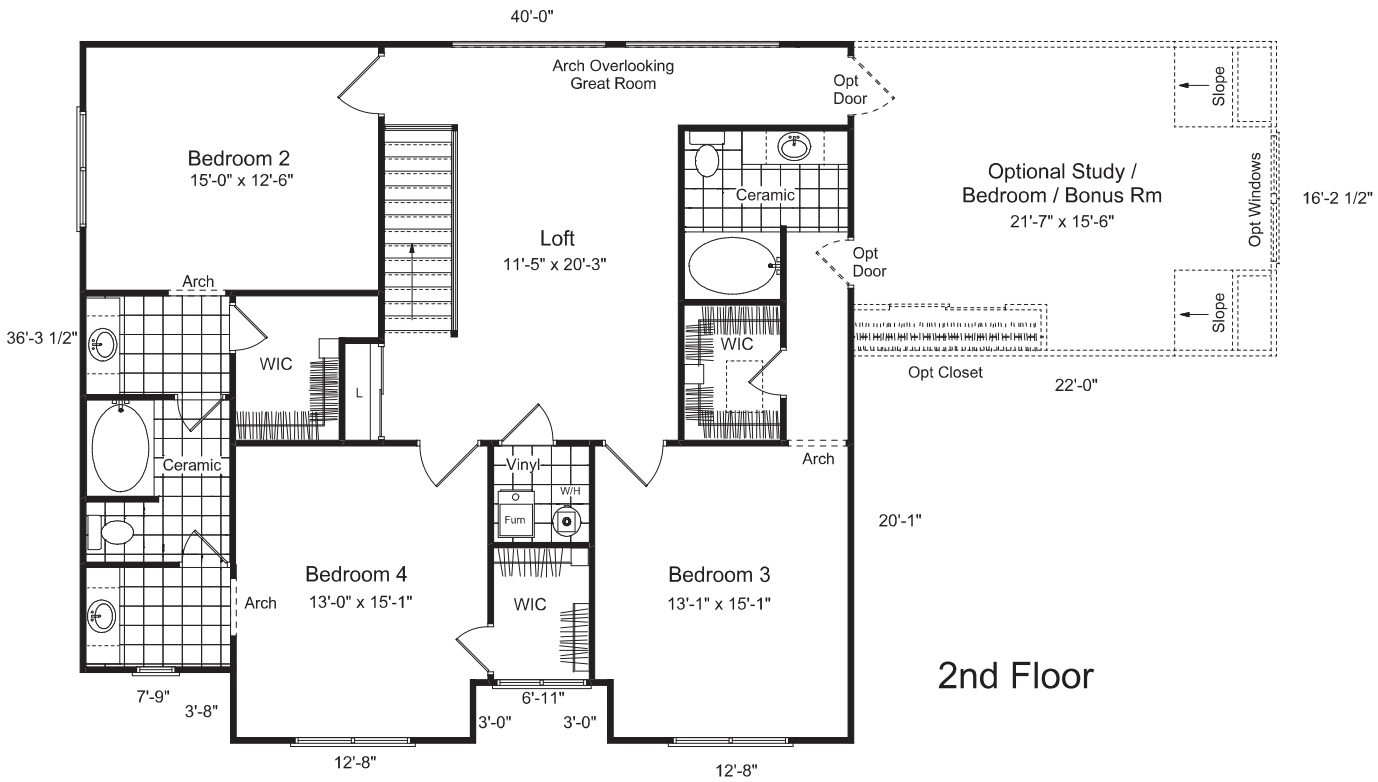 40'-0"
Arch Overlooking
Great Room
Opt
Door
Slope
Bedroom 2
15'-0" x 12'-6"
Ceramic
Optional Study /
Bedroom / Bonus Rm
21'-7" x 15'-6"
Opt Windows
16'-2 1/2"
Loft
11'-5" x 20'-3"
Opt
Door
Arch
Slope
36'-3 1/2"
WIC
L
WIC
Opt Closet
22'-0"
Arch
Ceramic
Vinyl
W/H
Furn
20'-1"
Bedroom 4
13'-0" x 15'-1"
Arch
WIC
Bedroom 3
13'-1" x 15'-1"
2nd Floor
7'-9"
3'-8"
6'-11"
3'-0"
3'-0"
12'-8"
12'-8"